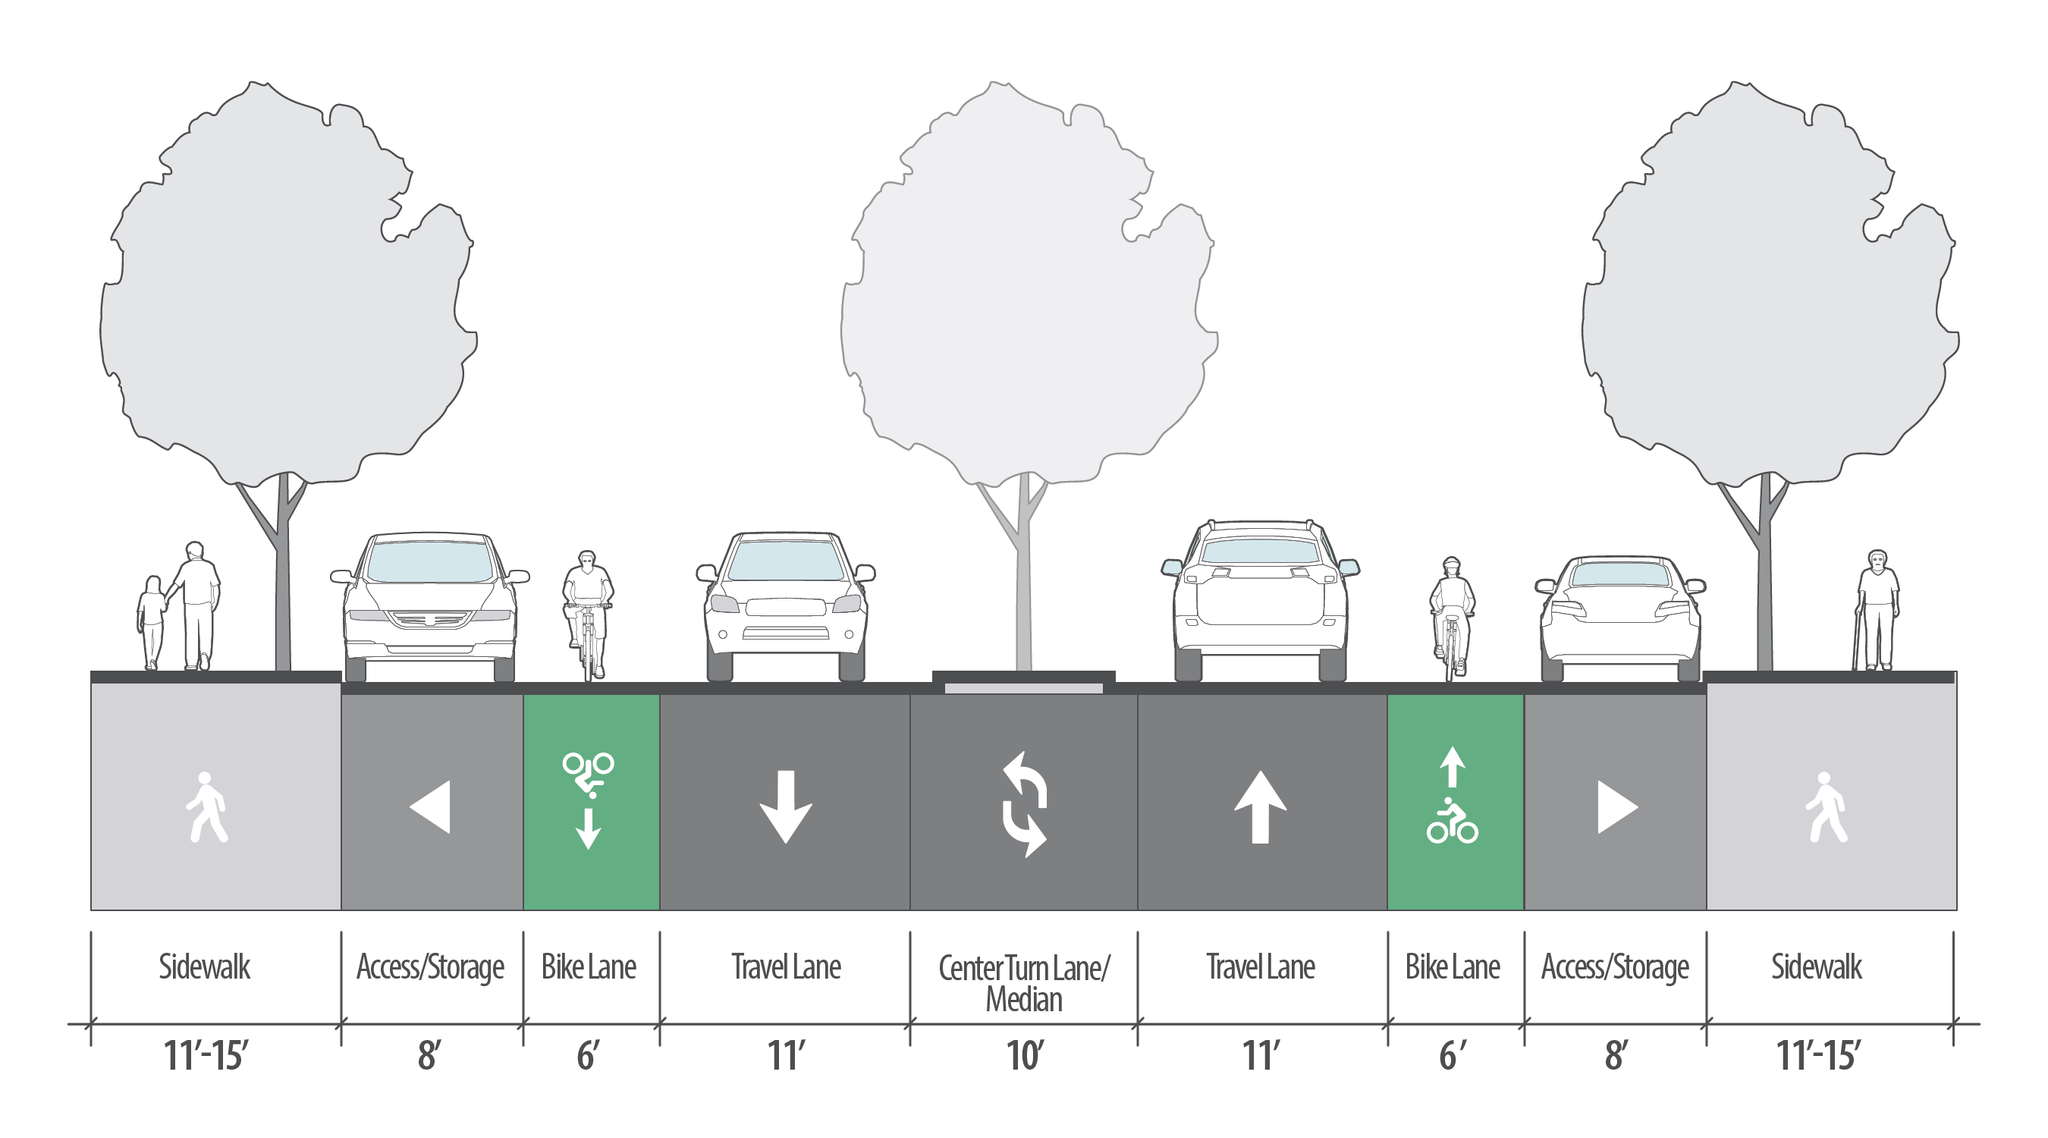 Sidewalk
Access/Storage
Bike Lane
Travel Lane
Center Turn Lane/
Median
Travel Lane
Bike Lane
Access/Storage
Sidewalk
11’-15’
8’
6’
11’
10’
11’
6’
8’
11’-15’